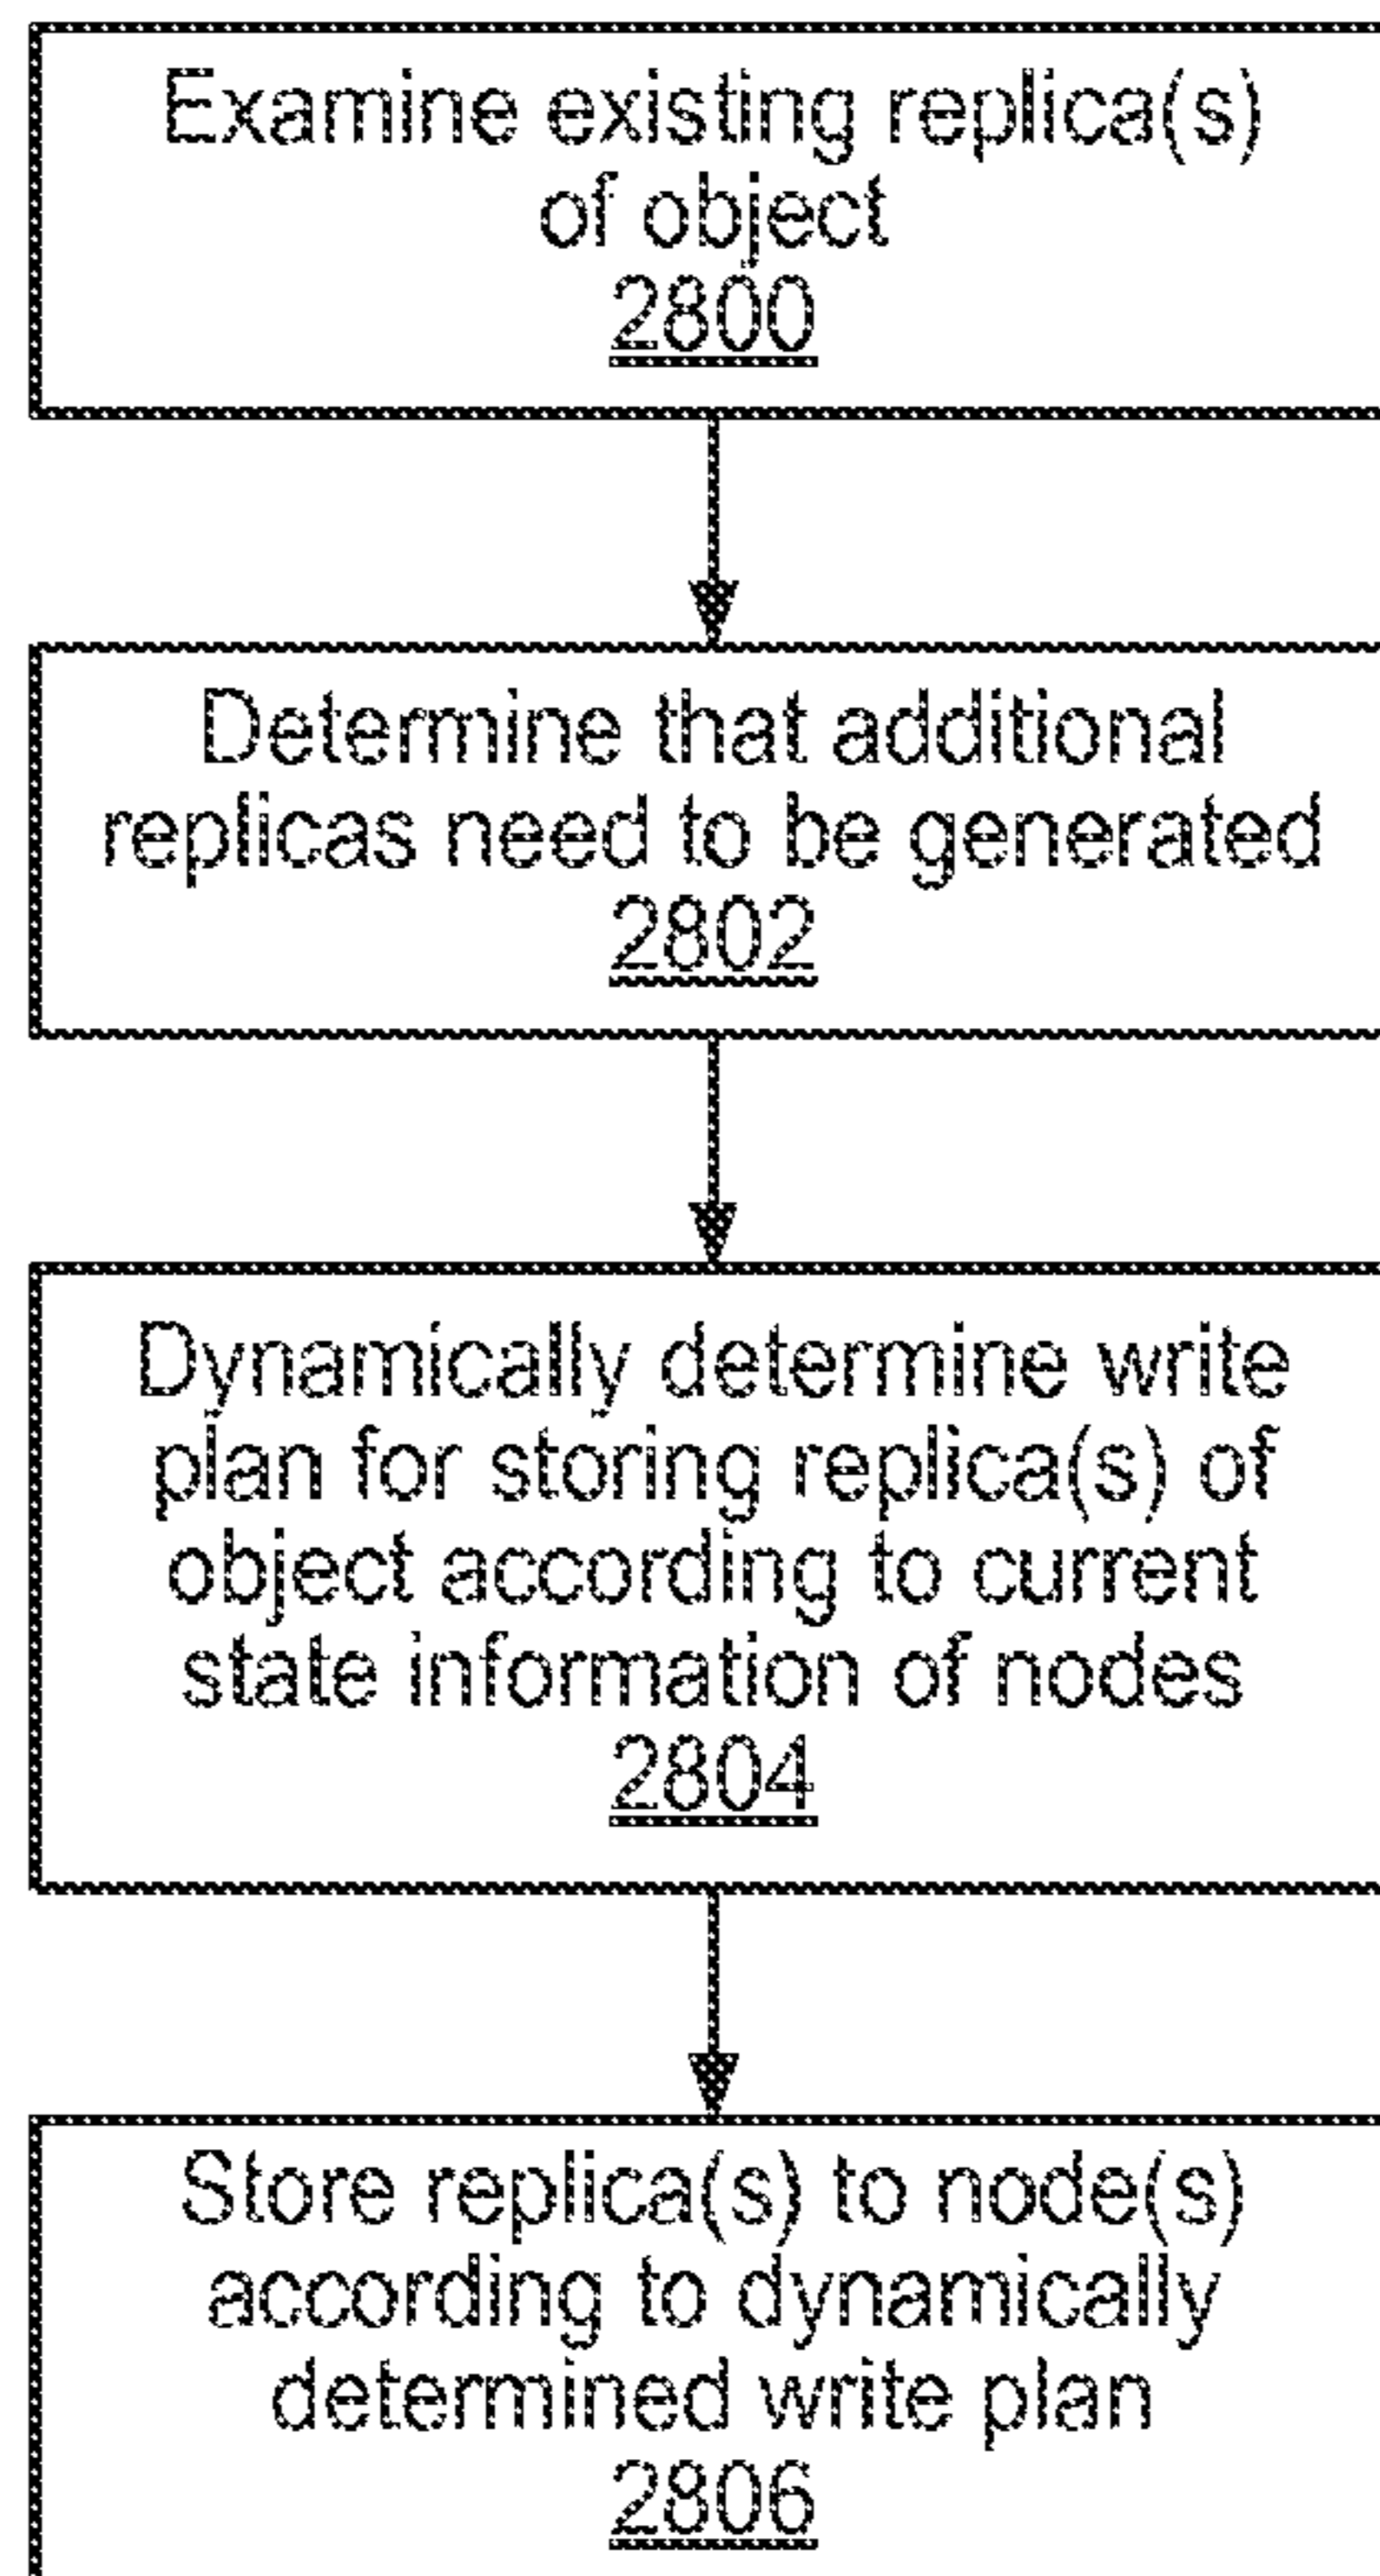 Examine existing replica(s)
of object
2800
Determine that additional
replicas need to be generated
2802
Dynamically determine write
plan for storing replica(s) of
object according to current
state information of nodes
2804
Store replica(s) to node(s)
according to dynamically
determined write plan
2806